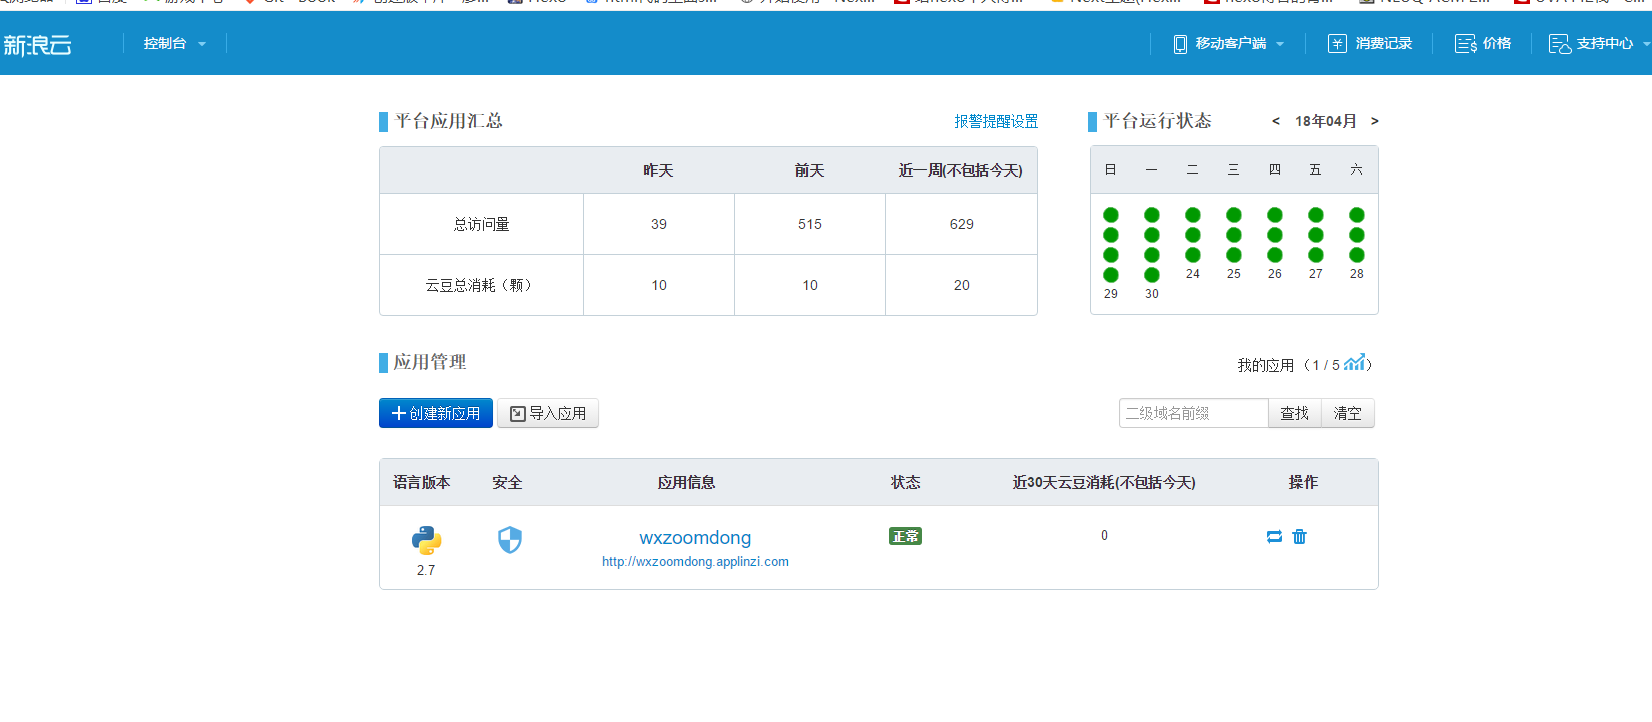 新浪云 控制台 移动客户端 消费记录 价格 支持中心
平台应用汇总 报警提醒设置
昨天 前天 近一周(不包括今天)
总访问量 39 515 629
云豆总消耗（颗） 10 10 20
平台运行状态 < 18年04月 >
日 一 二 三 四 五 六
24 25 26 27 28
29 30
应用管理 我的应用（1 / 5 ）
创建新应用 导入应用 二级域名前缀 查找 清空
语言版本 安全 应用信息 状态 近30天云豆消耗(不包括今天) 操作
wxzoomdong 正常 0
http://wxzoomdong.applinzi.com
2.7